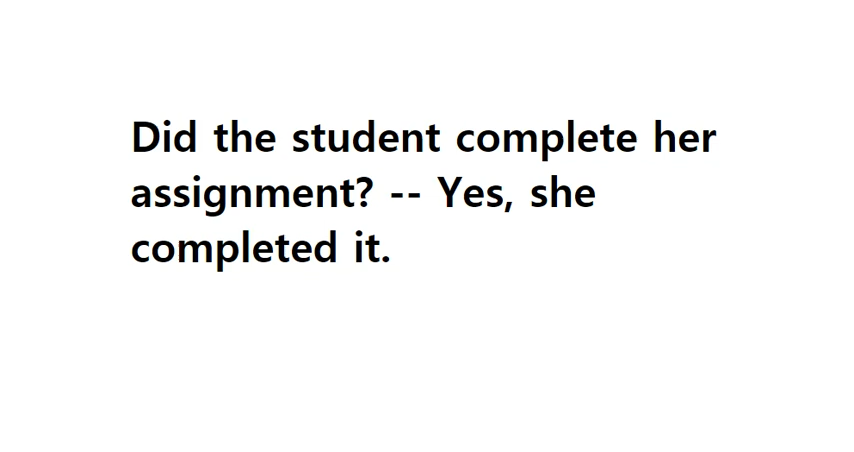 Did the student complete her
assignment? -- Yes, she
completed it.